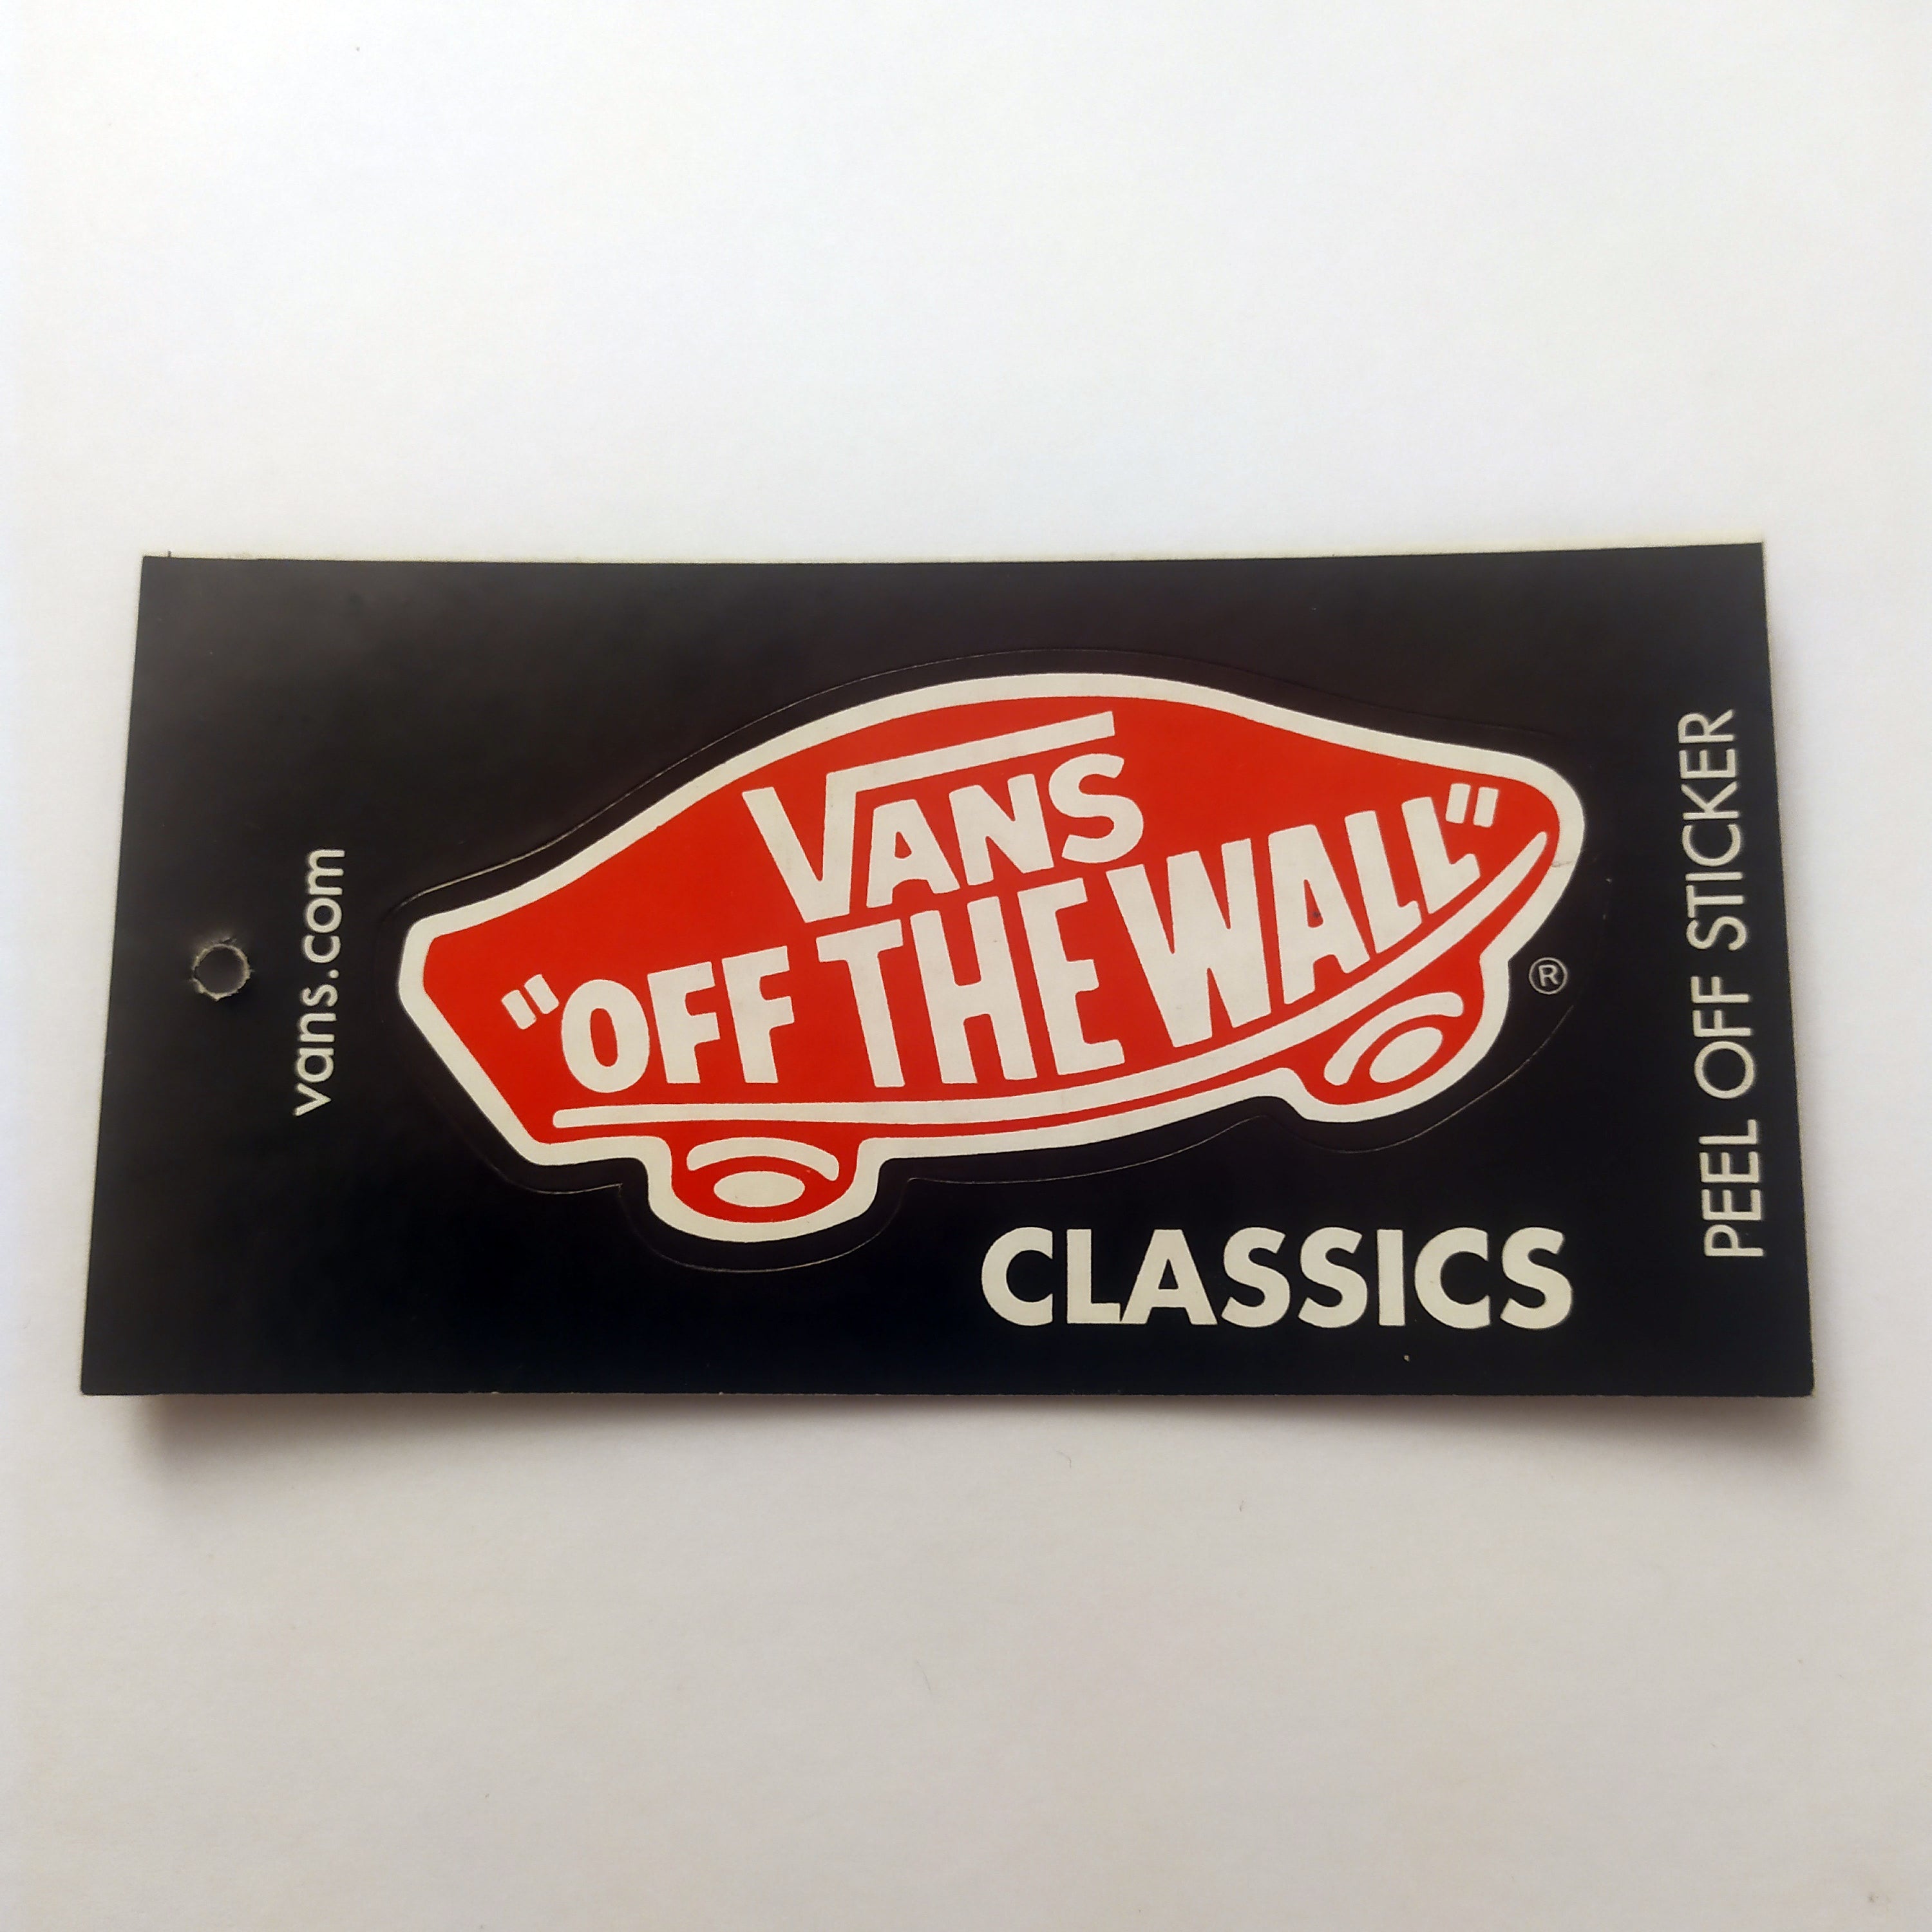 vans.com
VANS
"OFF THE WALL"
®
CLASSICS
PEEL OFF STICKER